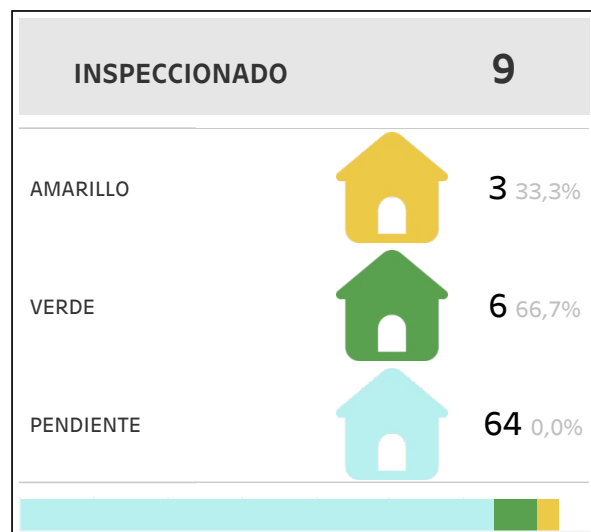 INSPECCIONADO 9
AMARILLO 3 33,3%
VERDE 6 66,7%
PENDIENTE 64 0,0%